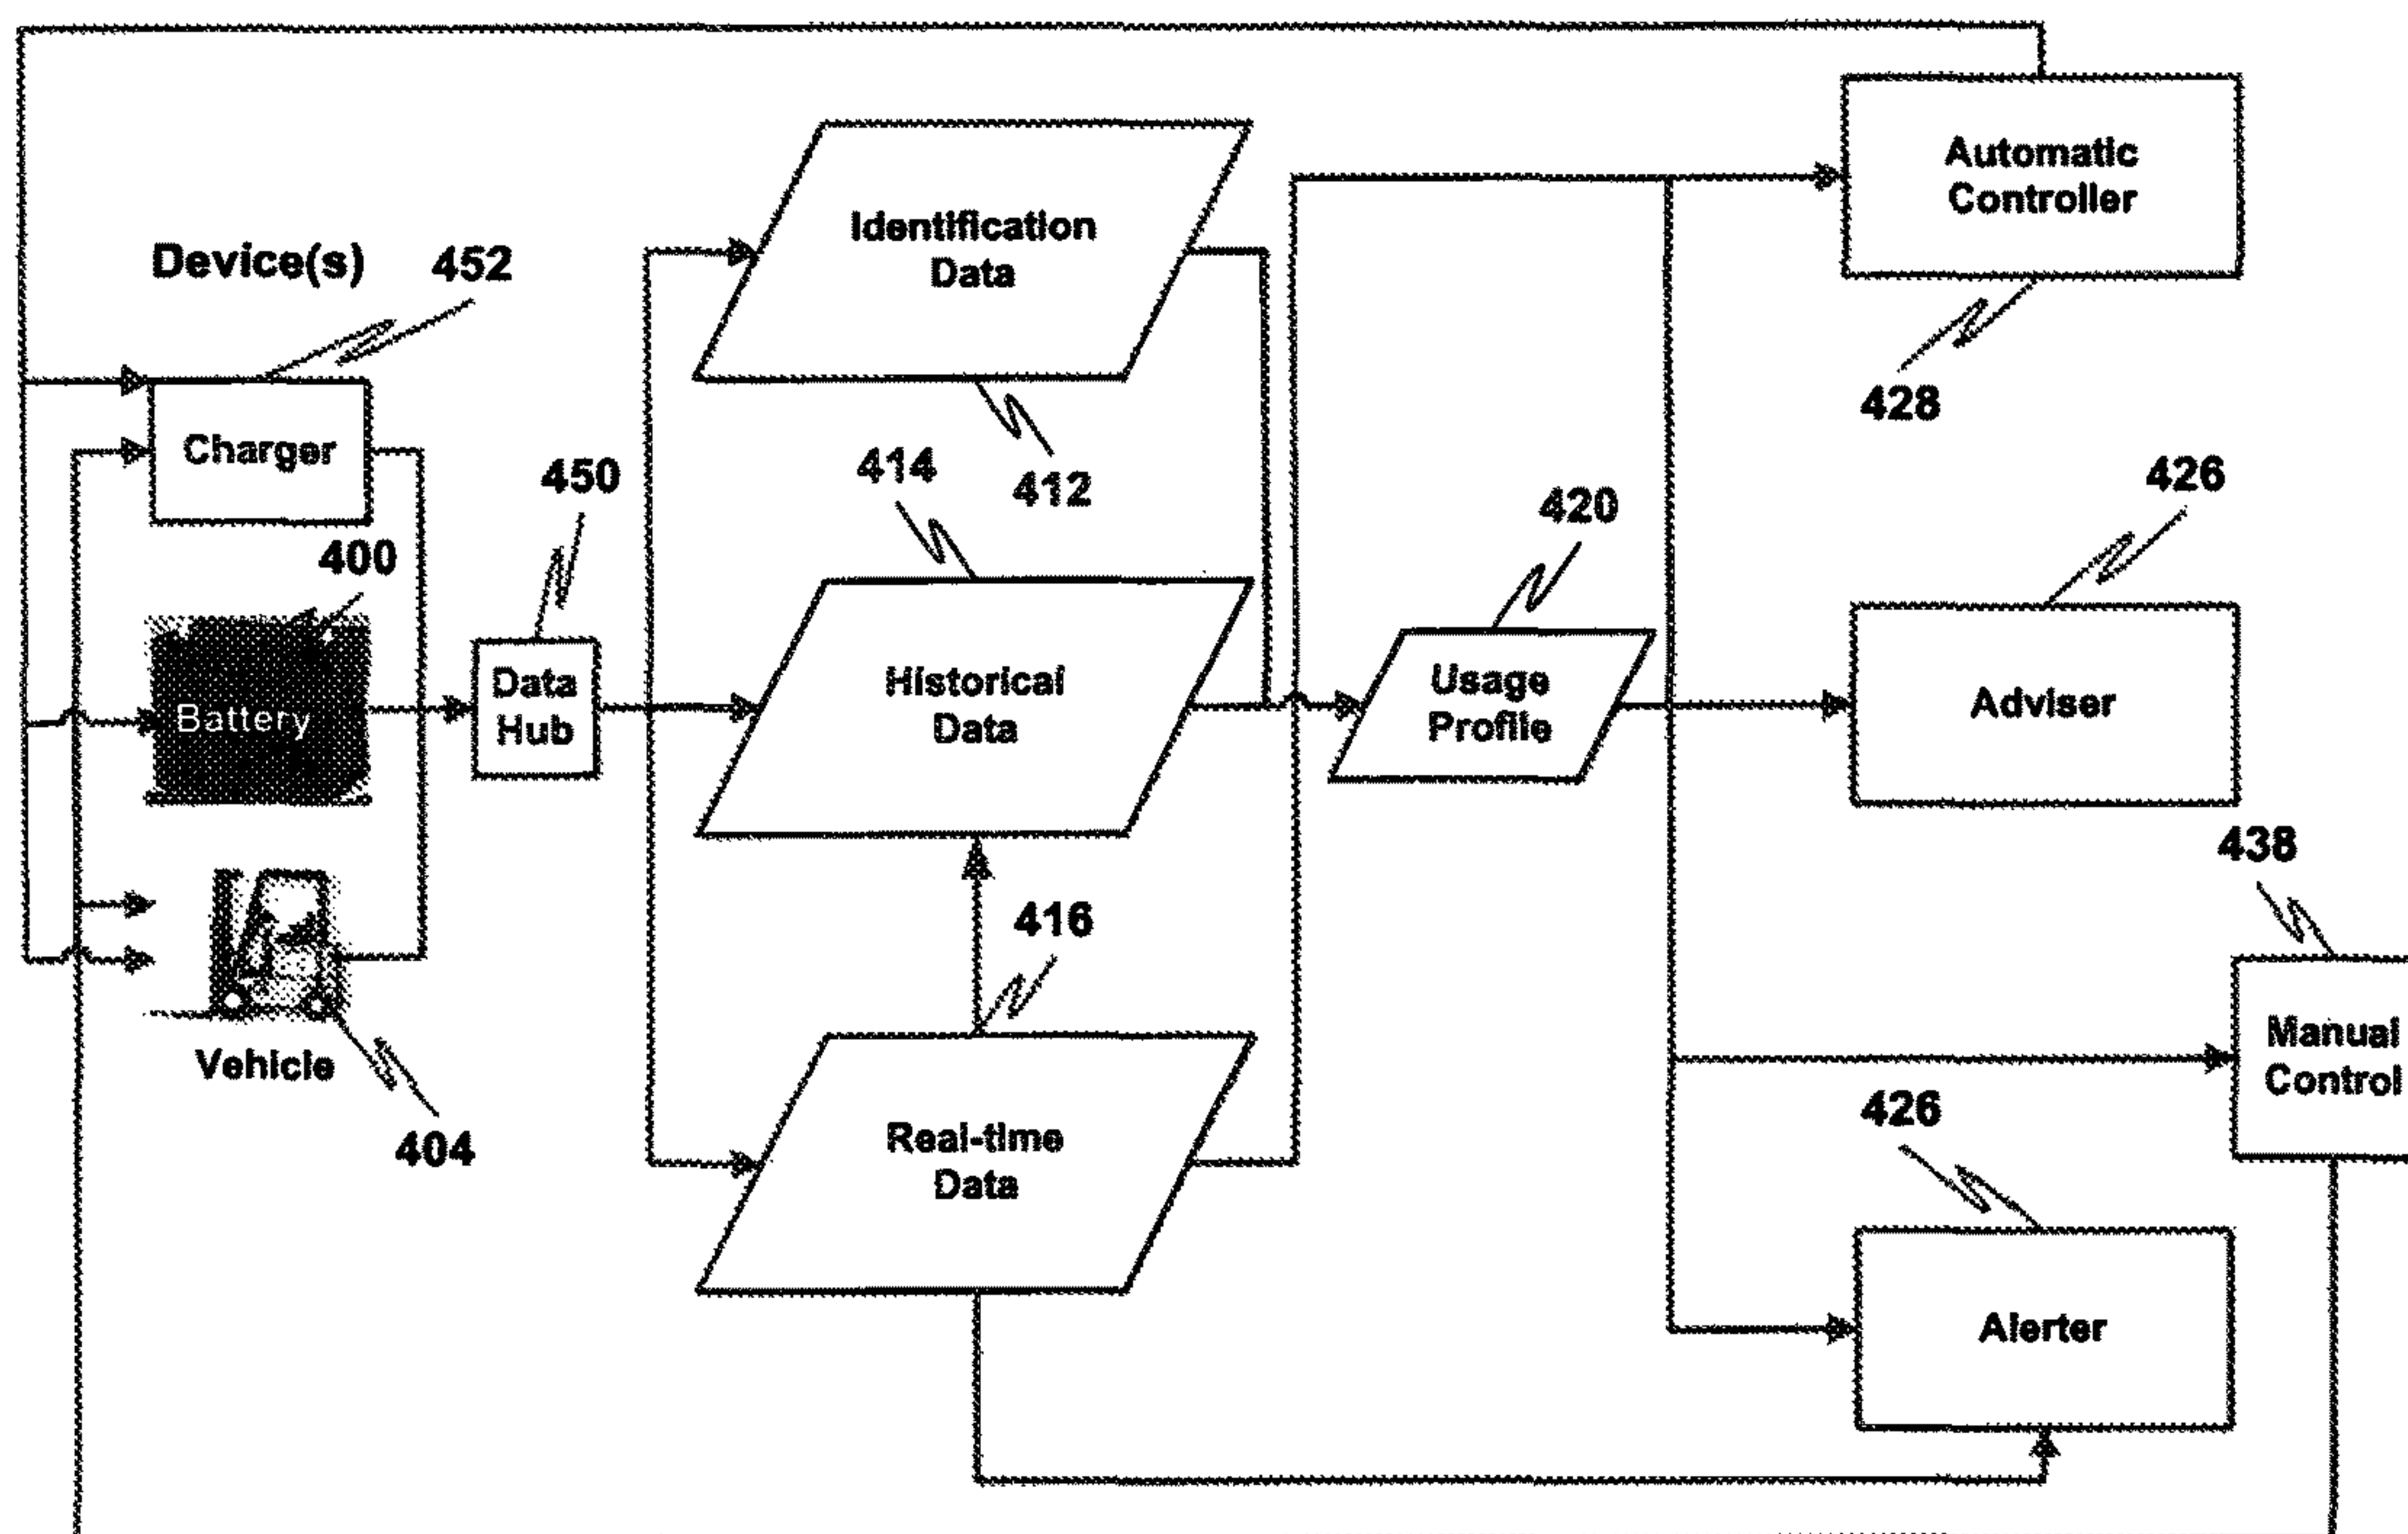 Automatic
Controller
428
Identification
Data
412
Device(s)
452
Charger
400
Battery
Vehicle
404
450
Data
Hub
414
Historical
Data
416
Real-time
Data
420
Usage
Profile
426
Adviser
438
Manual
Control
426
Alerter